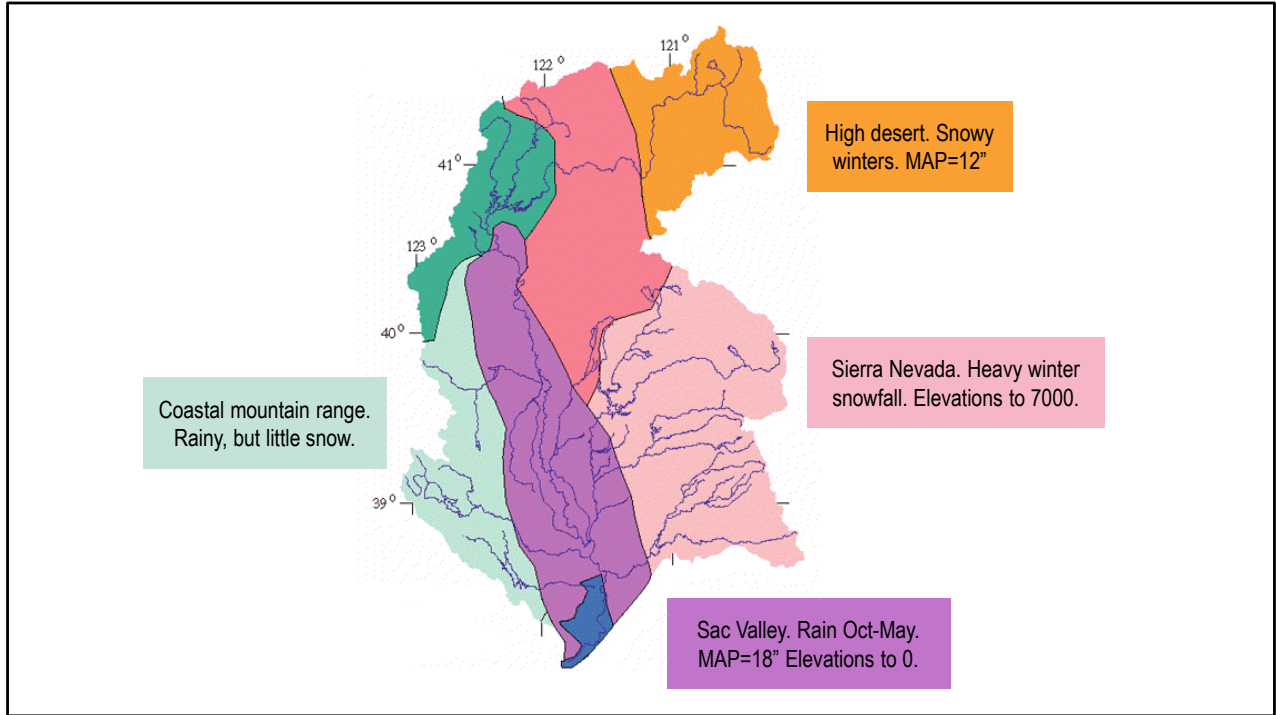 121 o
122 o
High desert. Snowy
winters. MAP=12”
41 o
123 o
40 o
Sierra Nevada. Heavy winter
snowfall. Elevations to 7000.
Coastal mountain range.
Rainy, but little snow.
39 o
Sac Valley. Rain Oct-May.
MAP=18” Elevations to 0.